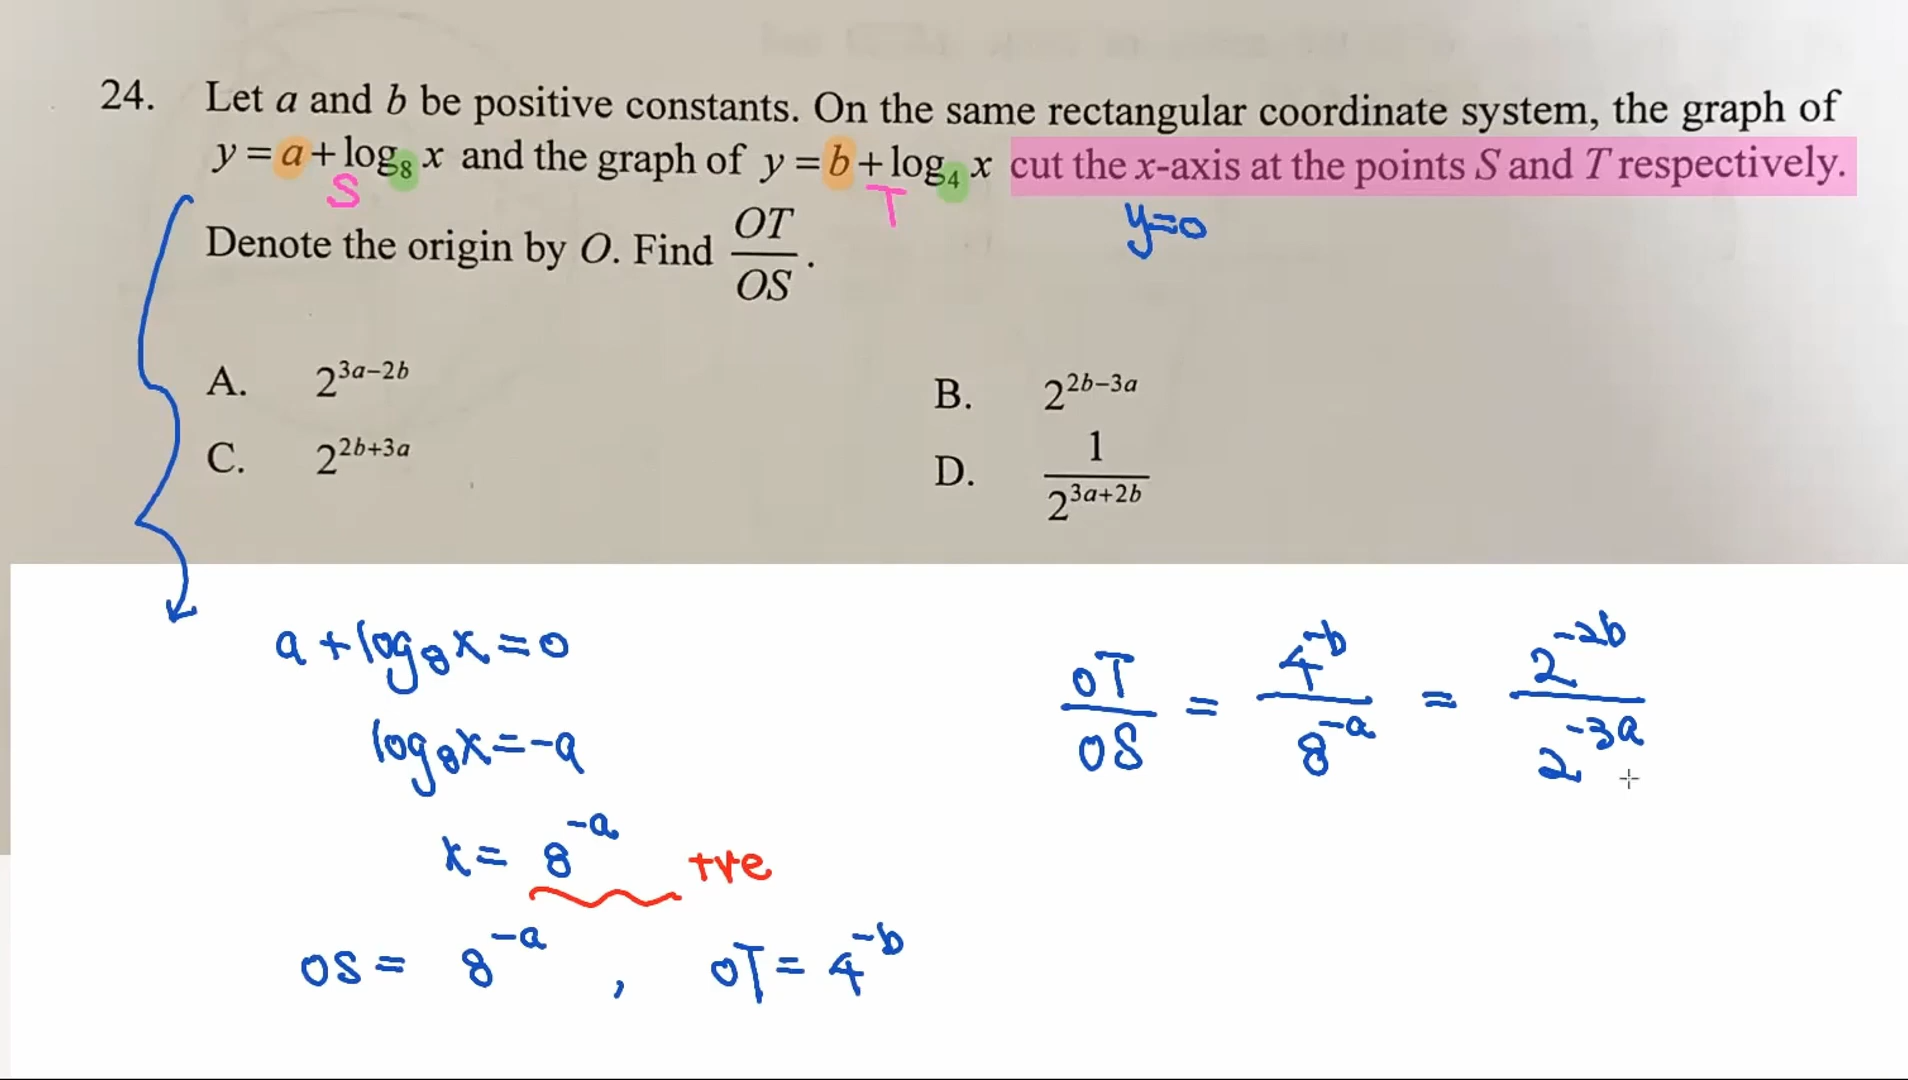 24. Let a and b be positive constants. On the same rectangular coordinate system, the graph of
y = a + log₈ x and the graph of y = b + log₄ x cut the x-axis at the points S and T respectively.
S T y=0
Denote the origin by O. Find OT/OS.
A. 2^(3a−2b) B. 2^(2b−3a)
C. 2^(2b+3a) D. 1/2^(3a+2b)
a + log₈x = 0
log₈x = −a
x = 8^(−a) +ve
OS = 8^(−a), OT = 4^(−b)
OT/OS = 4^(−b)/8^(−a) = 2^(−2b)/2^(−3a)